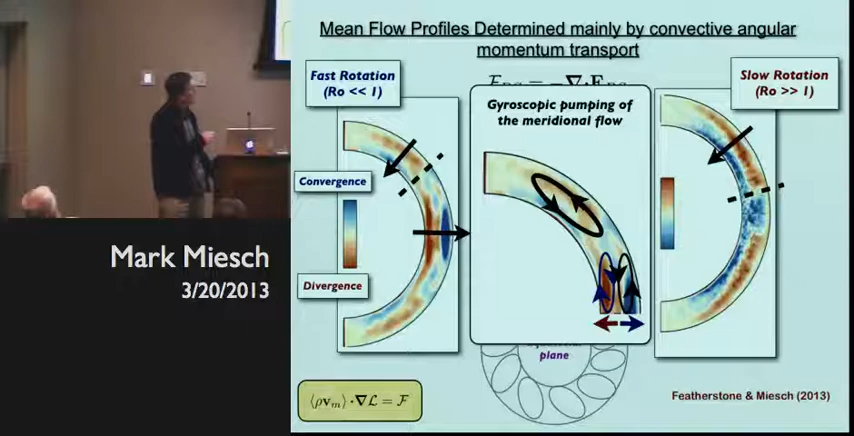 Mean Flow Profiles Determined mainly by convective angular
momentum transport
Fast Rotation
(Ro << 1)
Slow Rotation
(Ro >> 1)
Gyroscopic pumping of
the meridional flow
Convergence
Divergence
plane
Mark Miesch
3/20/2013
⟨ρv_m⟩·∇ℒ = ℱ
Featherstone & Miesch (2013)